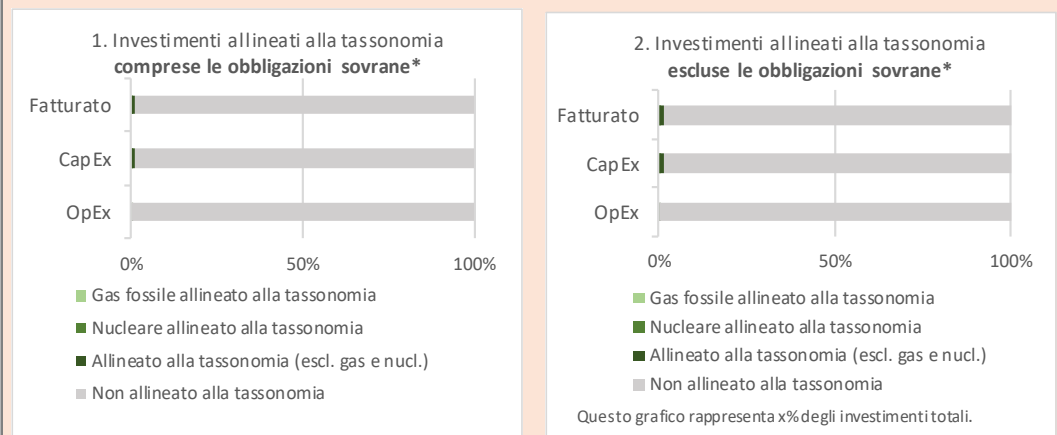 1. Investimenti allineati alla tassonomia
comprese le obbligazioni sovrane*
Fatturato
CapEx
OpEx
0% 50% 100%
Gas fossile allineato alla tassonomia
Nucleare allineato alla tassonomia
Allineato alla tassonomia (escl. gas e nucl.)
Non allineato alla tassonomia
2. Investimenti allineati alla tassonomia
escluse le obbligazioni sovrane*
Fatturato
CapEx
OpEx
0% 50% 100%
Gas fossile allineato alla tassonomia
Nucleare allineato alla tassonomia
Allineato alla tassonomia (escl. gas e nucl.)
Non allineato alla tassonomia
Questo grafico rappresenta x% degli investimenti totali.